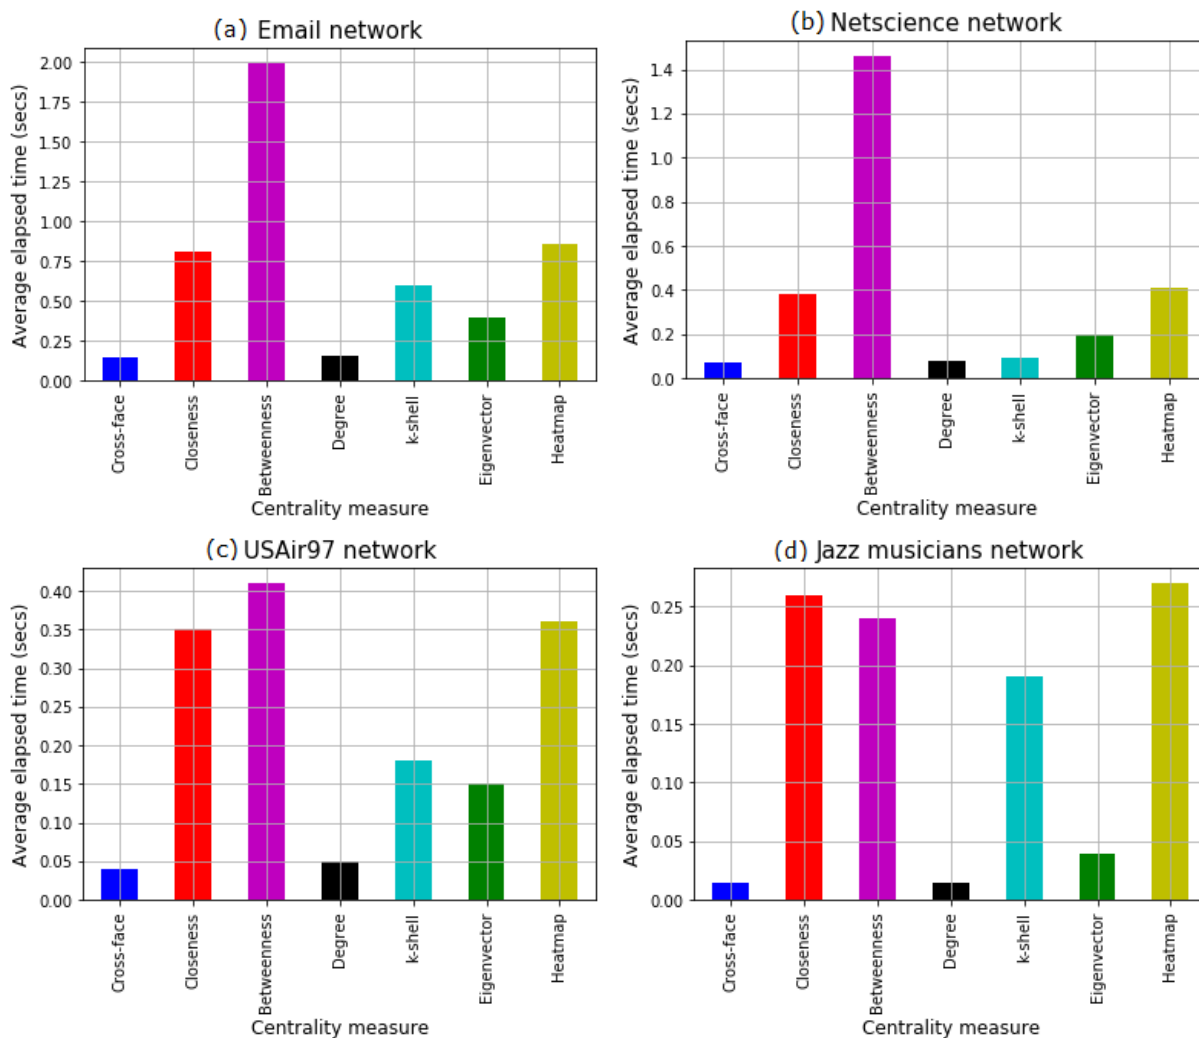 (a) Email network
Average elapsed time (secs)
2.00
1.75
1.50
1.25
1.00
0.75
0.50
0.25
0.00
Cross-face
Closeness
Betweenness
Degree
k-shell
Eigenvector
Heatmap
Centrality measure
(b) Netscience network
Average elapsed time (secs)
1.4
1.2
1.0
0.8
0.6
0.4
0.2
0.0
Cross-face
Closeness
Betweenness
Degree
k-shell
Eigenvector
Heatmap
Centrality measure
(c) USAir97 network
Average elapsed time (secs)
0.40
0.35
0.30
0.25
0.20
0.15
0.10
0.05
0.00
Cross-face
Closeness
Betweenness
Degree
k-shell
Eigenvector
Heatmap
Centrality measure
(d) Jazz musicians network
Average elapsed time (secs)
0.25
0.20
0.15
0.10
0.05
0.00
Cross-face
Closeness
Betweenness
Degree
k-shell
Eigenvector
Heatmap
Centrality measure